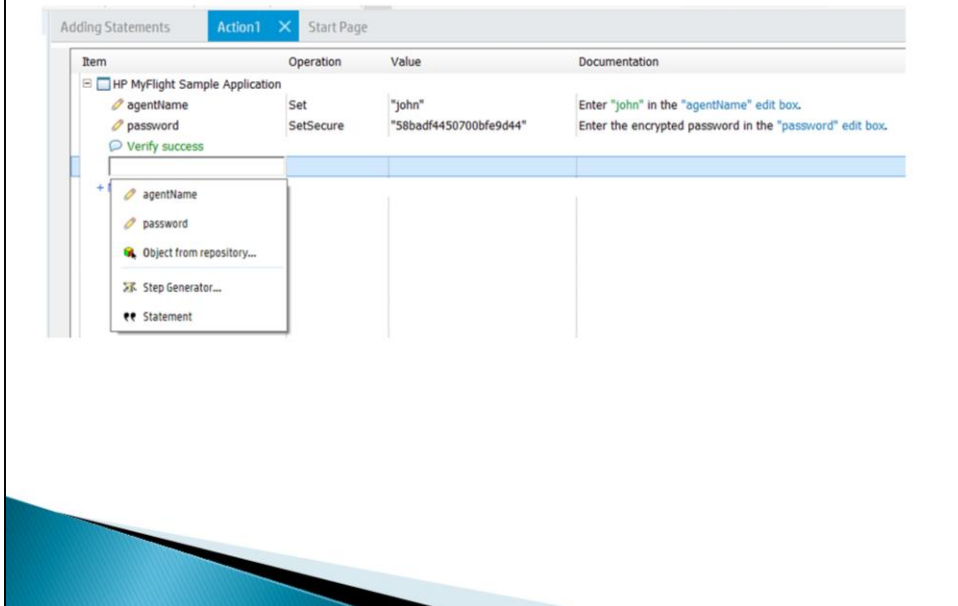 Adding Statements Action1 Start Page
Item Operation Value Documentation
HP MyFlight Sample Application
agentName Set "john" Enter "john" in the "agentName" edit box.
password SetSecure "58badf4450700bfe9d44" Enter the encrypted password in the "password" edit box.
Verify success
agentName
password
Object from repository...
Step Generator...
Statement